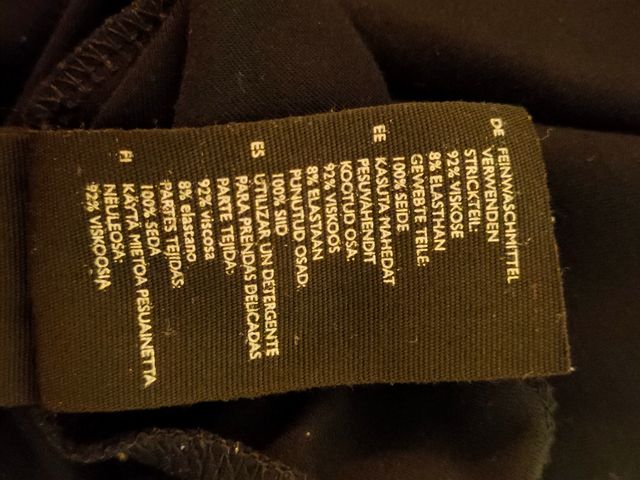 DE FEINWASCHMITTEL
VERWENDEN
STRICKTEIL:
92% VISKOSE
8% ELASTHAN
GEWEBTE TEILE:
100% SEIDE
EE KASUTA MAHEDAT
PESUVAHENDIT
KOOTUD OSA:
92% VISKOOS
8% ELASTAAN
PUNUTUD OSAD:
100% SIID
ES UTILIZAR UN DETERGENTE
PARA PRENDAS DELICADAS
PARTE TEJIDA:
92% viscosa
8% elastano
PARTES TEJIDAS:
100% SEDA
FI KÄYTÄ MIETOA PESUAINETTA
NEULEOSA:
92% VISKOOSIA